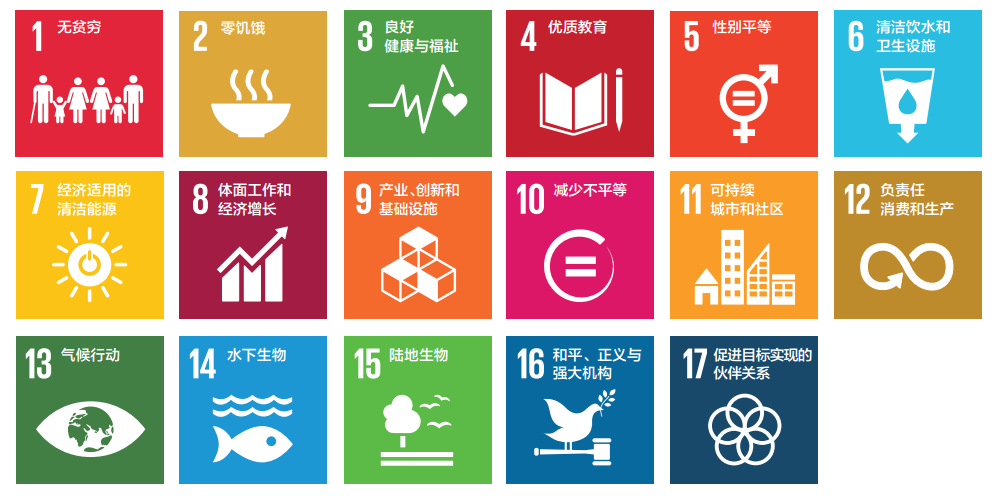 1 无贫穷
2 零饥饿
3 良好
健康与福祉
4 优质教育
5 性别平等
6 清洁饮水和
卫生设施
7 经济适用的
清洁能源
8 体面工作和
经济增长
9 产业、创新和
基础设施
10 减少不平等
11 可持续
城市和社区
12 负责任
消费和生产
13 气候行动
14 水下生物
15 陆地生物
16 和平、正义与
强大机构
17 促进目标实现的
伙伴关系